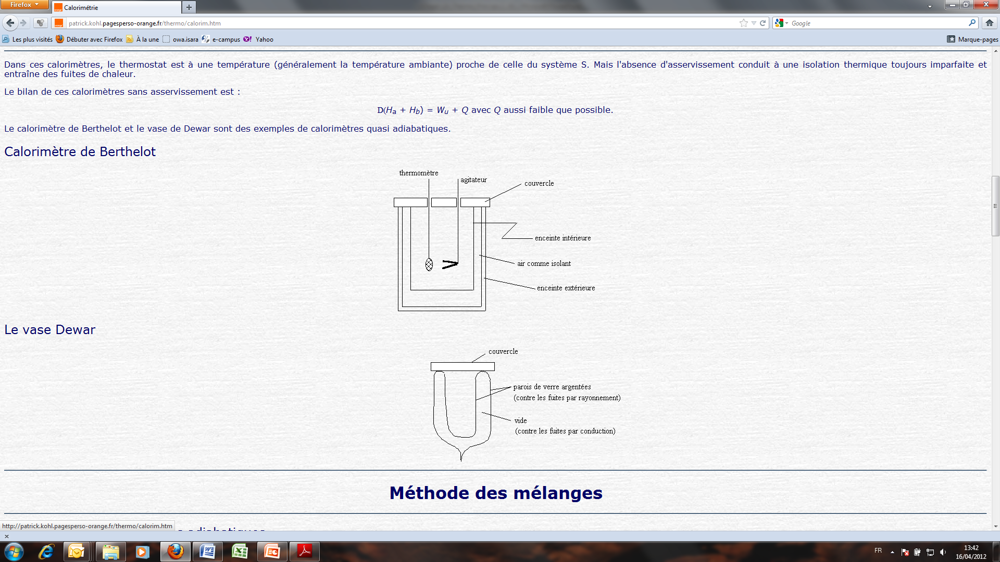 Firefox
Calorimétrie
patrick.kohl.pagesperso-orange.fr/thermo/calorim.htm
Google
Les plus visités
Débuter avec Firefox
À la une
owa.isara
e-campus
Yahoo
Marque-pages
Dans ces calorimètres, le thermostat est à une température (généralement la température ambiante) proche de celle du système S. Mais l'absence d'asservissement conduit à une isolation thermique toujours imparfaite et
entraîne des fuites de chaleur.
Le bilan de ces calorimètres sans asservissement est :
D(Ha + Hb) = Wu + Q avec Q aussi faible que possible.
Le calorimètre de Berthelot et le vase de Dewar sont des exemples de calorimètres quasi adiabatiques.
Calorimètre de Berthelot
thermomètre
agitateur
couvercle
enceinte intérieure
air comme isolant
enceinte extérieure
Le vase Dewar
couvercle
parois de verre argentées
(contre les fuites par rayonnement)
vide
(contre les fuites par conduction)
Méthode des mélanges
http://patrick.kohl.pagesperso-orange.fr/thermo/calorim.htm
FR
13:42
16/04/2012